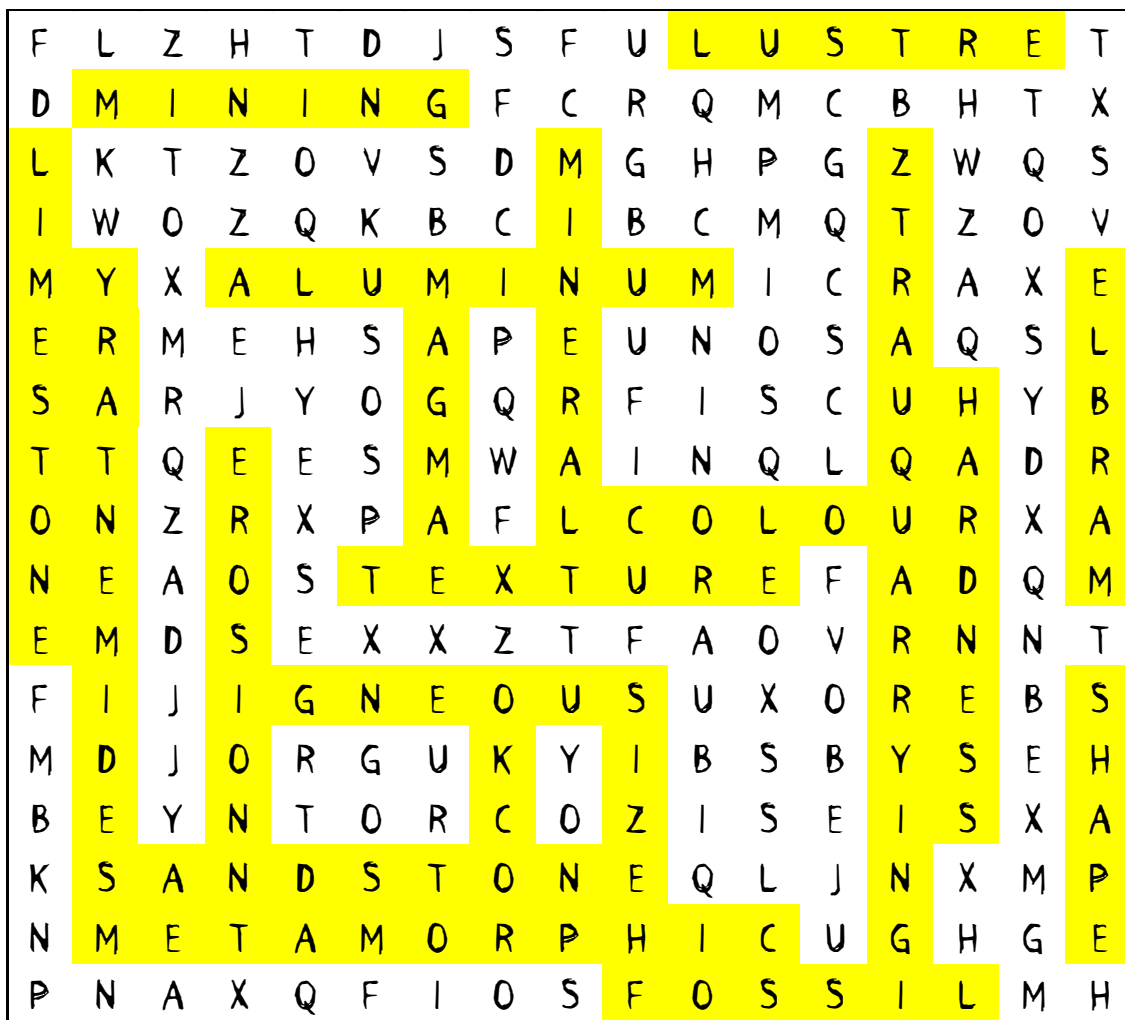 F L Z H T D J S F U L U S T R E T
D M I N I N G F C R Q M C B H T X
L K T Z O V S D M G H P G Z W Q S
I W O Z Q K B C I B C M Q T Z O V
M Y X A L U M I N U M I C R A X E
E R M E H S A P E U N O S A Q S L
S A R J Y O G Q R F I S C U H Y B
T T Q E E S M W A I N Q L Q A D R
O N Z R X P A F L C O L O U R X A
N E A O S T E X T U R E F A D Q M
E M D S E X X Z T F A O V R N N T
F I J I G N E O U S U X O R E B S
M D J O R G U K Y I B S B Y S E H
B E Y N T O R C O Z I S E I S X A
K S A N D S T O N E Q L J N X M P
N M E T A M O R P H I C U G H G E
P N A X Q F I O S F O S S I L M H